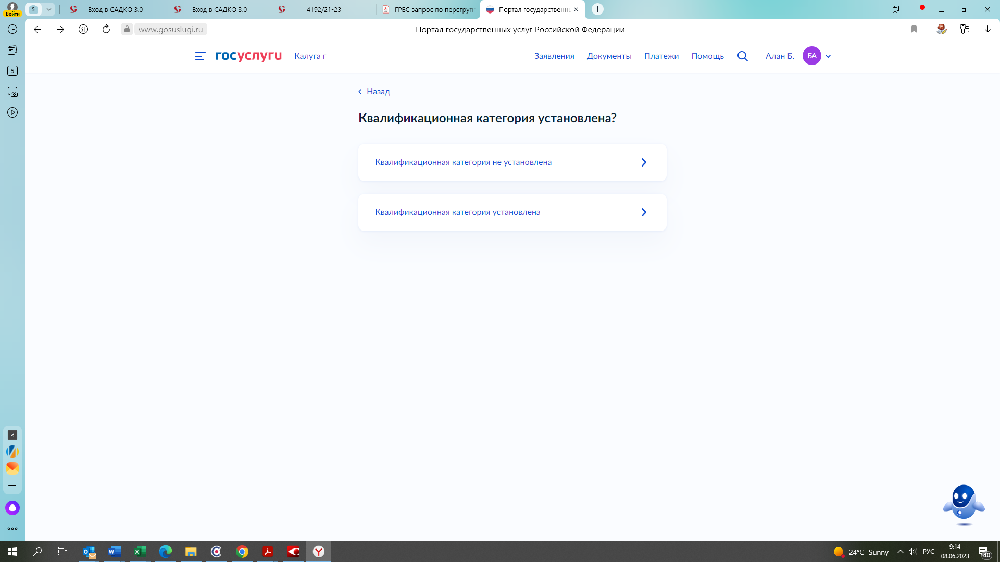 Войти
5
Вход в САДКО 3.0
Вход в САДКО 3.0
4192/21-23
ГРБС запрос по перегруп
Портал государственны
www.gosuslugi.ru
Портал государственных услуг Российской Федерации
5
госуслуги
Калуга г
Заявления
Документы
Платежи
Помощь
Алан Б.
БА
Назад
Квалификационная категория установлена?
Квалификационная категория не установлена
Квалификационная категория установлена
24°C Sunny
РУС
9:14
08.06.2023
40